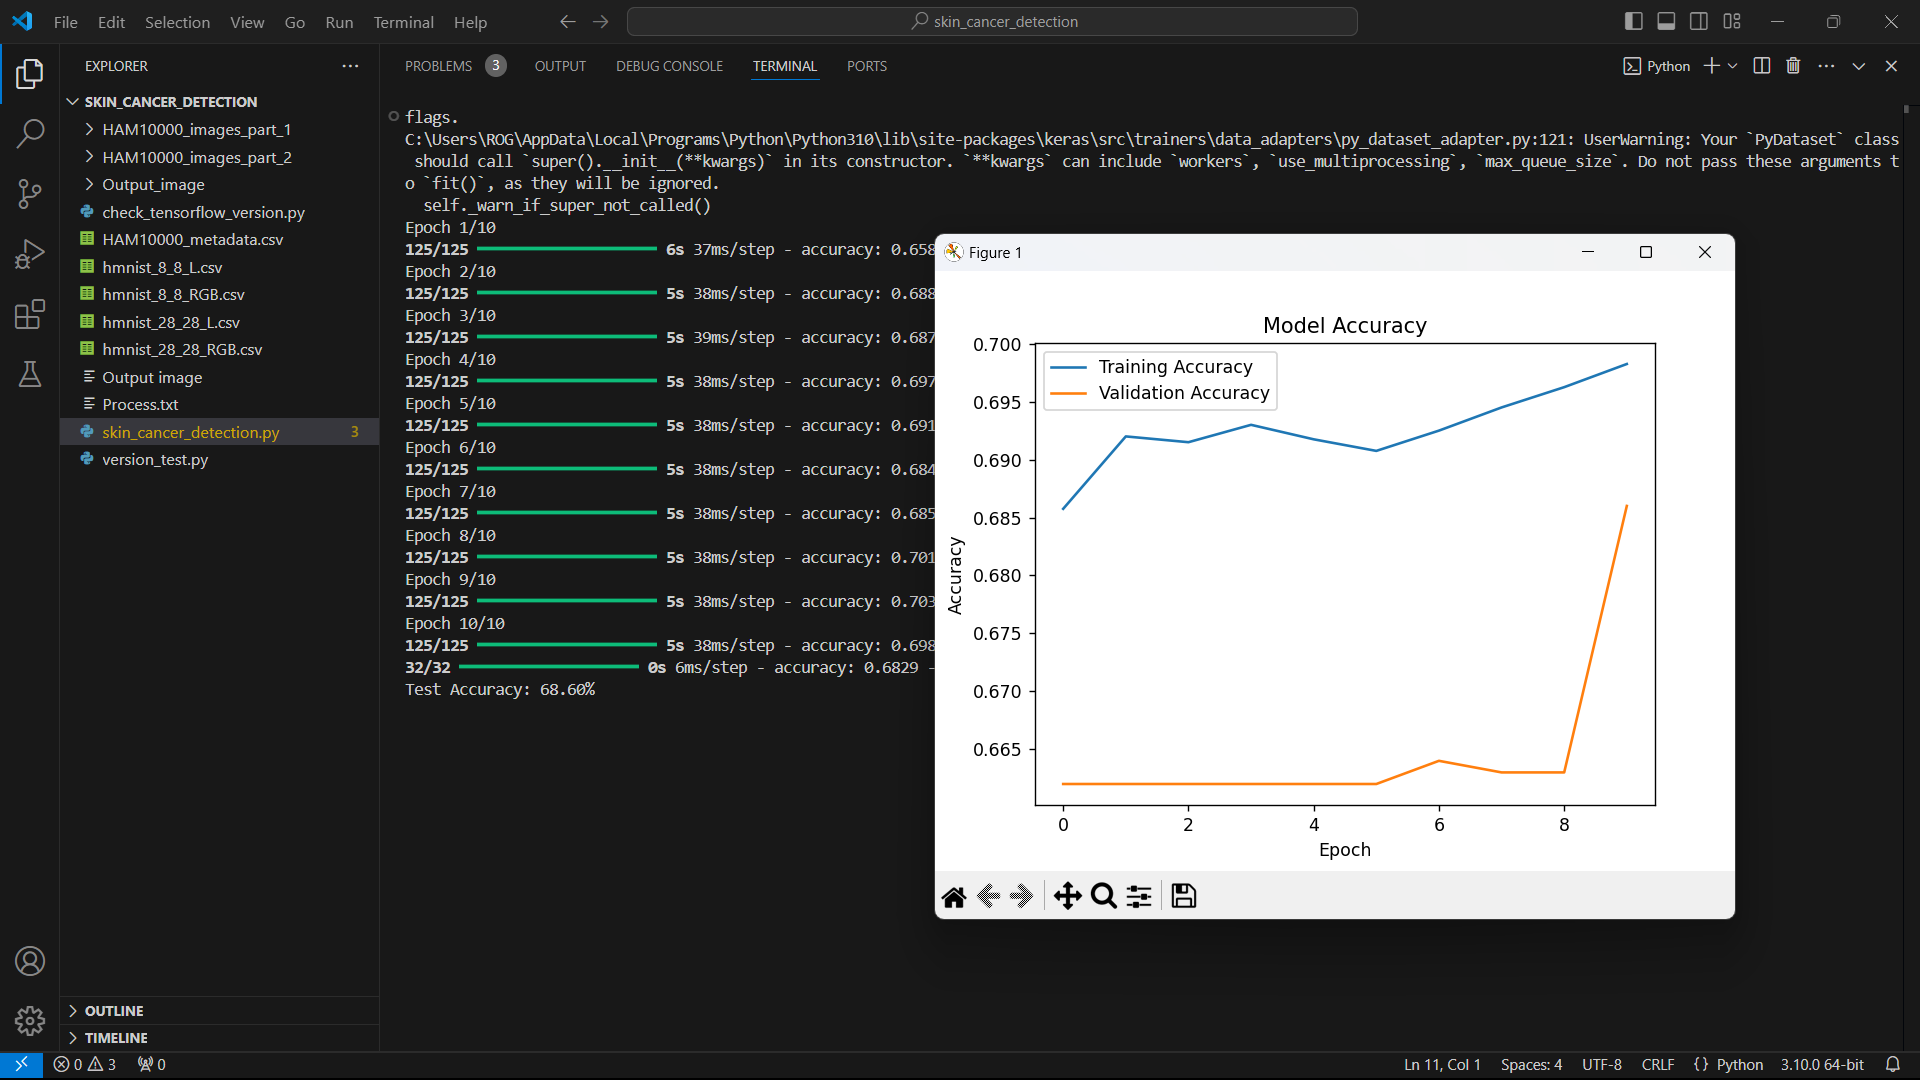 File Edit Selection View Go Run Terminal Help
skin_cancer_detection
EXPLORER
SKIN_CANCER_DETECTION
HAM10000_images_part_1
HAM10000_images_part_2
Output_image
check_tensorflow_version.py
HAM10000_metadata.csv
hmnist_8_8_L.csv
hmnist_8_8_RGB.csv
hmnist_28_28_L.csv
hmnist_28_28_RGB.csv
Output image
Process.txt
skin_cancer_detection.py 3
version_test.py
OUTLINE
TIMELINE
PROBLEMS 3 OUTPUT DEBUG CONSOLE TERMINAL PORTS
Python
flags.
C:\Users\ROG\AppData\Local\Programs\Python\Python310\lib\site-packages\keras\src\trainers\data_adapters\py_dataset_adapter.py:121: UserWarning: Your `PyDataset` class
should call `super().__init__(**kwargs)` in its constructor. `**kwargs` can include `workers`, `use_multiprocessing`, `max_queue_size`. Do not pass these arguments t
o `fit()`, as they will be ignored.
self._warn_if_super_not_called()
Epoch 1/10
125/125 6s 37ms/step - accuracy: 0.658
Epoch 2/10
125/125 5s 38ms/step - accuracy: 0.688
Epoch 3/10
125/125 5s 39ms/step - accuracy: 0.687
Epoch 4/10
125/125 5s 38ms/step - accuracy: 0.697
Epoch 5/10
125/125 5s 38ms/step - accuracy: 0.691
Epoch 6/10
125/125 5s 38ms/step - accuracy: 0.684
Epoch 7/10
125/125 5s 38ms/step - accuracy: 0.685
Epoch 8/10
125/125 5s 38ms/step - accuracy: 0.701
Epoch 9/10
125/125 5s 38ms/step - accuracy: 0.703
Epoch 10/10
125/125 5s 38ms/step - accuracy: 0.698
32/32 0s 6ms/step - accuracy: 0.6829 -
Test Accuracy: 68.60%
Figure 1
Model Accuracy
Training Accuracy
Validation Accuracy
0.700
0.695
0.690
0.685
0.680
0.675
0.670
0.665
Accuracy
0 2 4 6 8
Epoch
0 3 0
Ln 11, Col 1 Spaces: 4 UTF-8 CRLF {} Python 3.10.0 64-bit